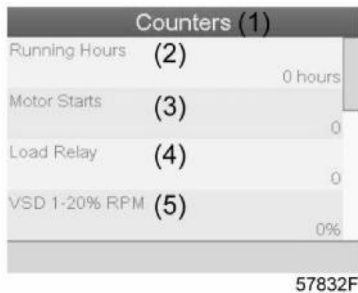 Counters (1)
Running Hours (2)
0 hours
Motor Starts (3)
0
Load Relay (4)
0
VSD 1-20% RPM (5)
0%
57832F